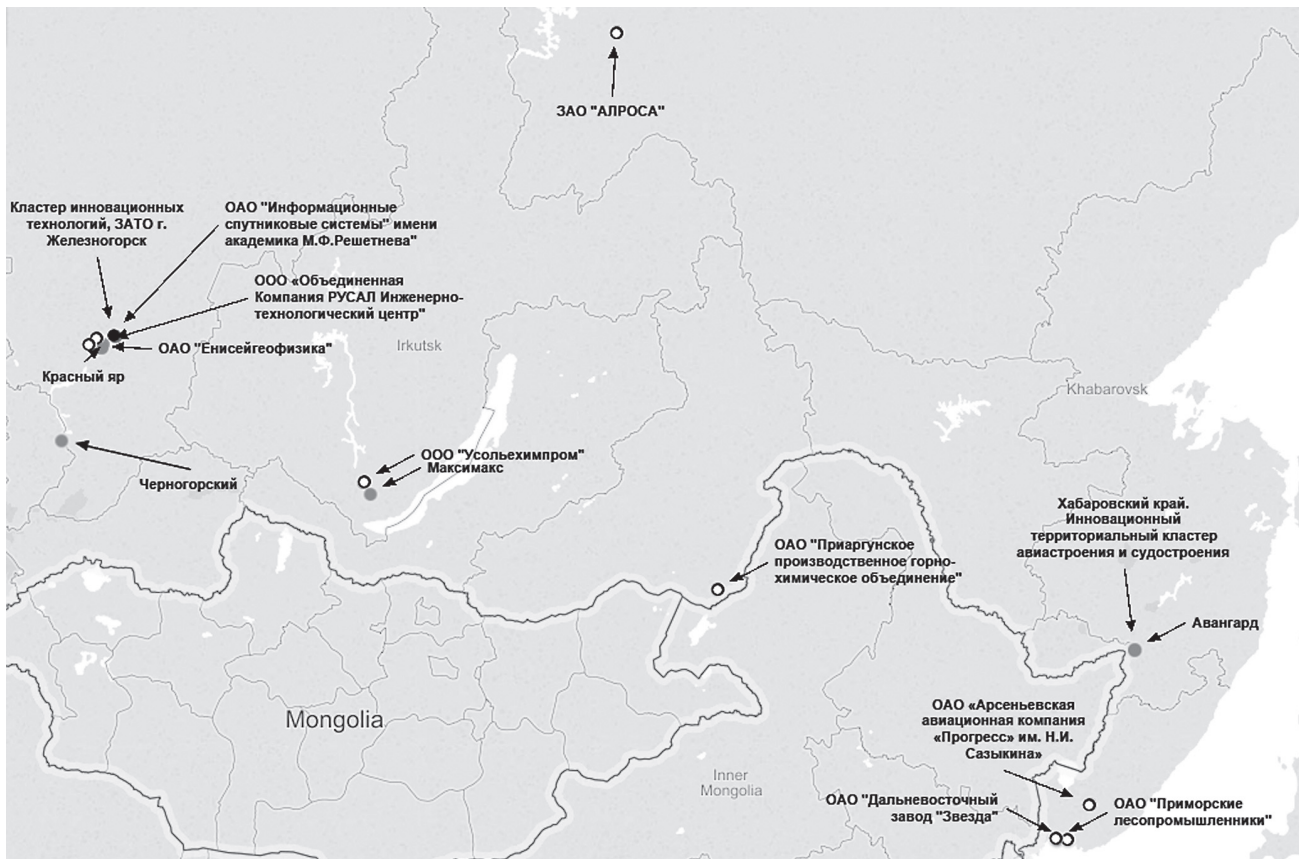 ЗАО "АЛРОСА"
Кластер инновационных
технологий, ЗАТО г.
Железногорск
ОАО "Информационные
спутниковые системы" имени
академика М.Ф.Решетнева"
ООО «Объединенная
Компания РУСАЛ Инженерно-
технологический центр"
ОАО "Енисейгеофизика"
Красный яр
Irkutsk
Khabarovsk
Черногорский
ООО "Усольехимпром"
Максимакс
Хабаровский край.
Инновационный
территориальный кластер
авиастроения и судостроения
ОАО "Приаргунское
производственное горно-
химическое объединение"
Авангард
Mongolia
ОАО «Арсеньевская
авиационная компания
«Прогресс» им. Н.И.
Сазыкина»
Inner
Mongolia
ОАО "Дальневосточный
завод "Звезда"
ОАО "Приморские
лесопромышленники"